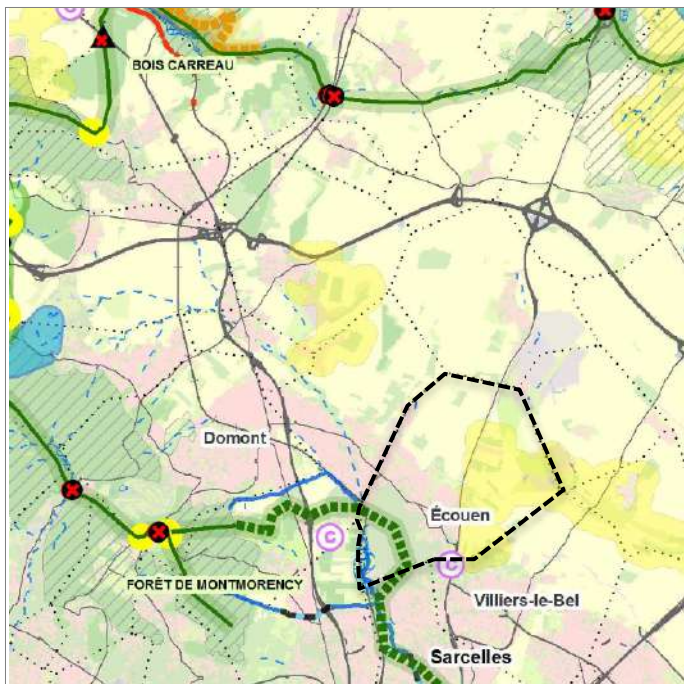 C
BOIS CARREAU
Domont
Écouen
C
C
FORÊT DE MONTMORENCY
Villiers-le-Bel
Sarcelles